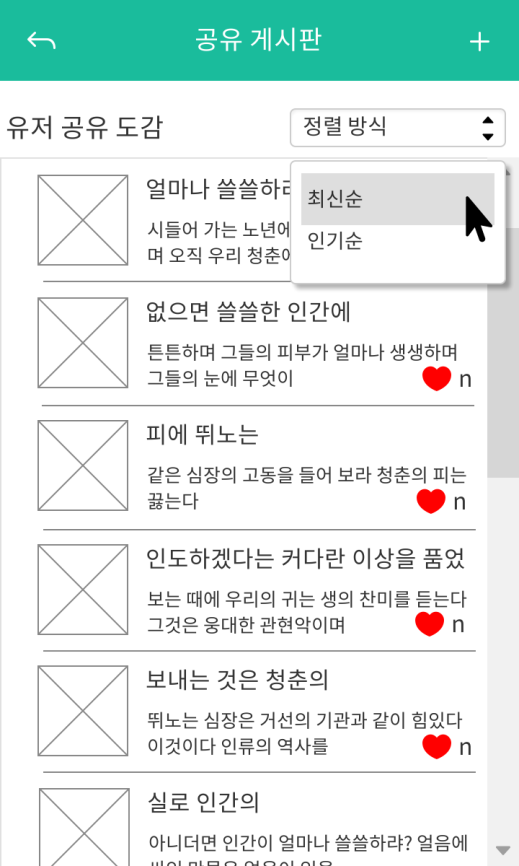 공유 게시판
유저 공유 도감
정렬 방식
최신순
인기순
얼마나 쓸쓸하랴
시들어 가는 노년에
며 오직 우리 청춘에
없으면 쓸쓸한 인간에
튼튼하며 그들의 피부가 얼마나 생생하며
그들의 눈에 무엇이
n
피에 뛰노는
같은 심장의 고동을 들어 보라 청춘의 피는
끓는다
n
인도하겠다는 커다란 이상을 품었
보는 때에 우리의 귀는 생의 찬미를 듣는다
그것은 웅대한 관현악이며
n
보내는 것은 청춘의
뛰노는 심장은 거선의 기관과 같이 힘있다
이것이다 인류의 역사를
n
실로 인간의
아니더면 인간이 얼마나 쓸쓸하랴? 얼음에